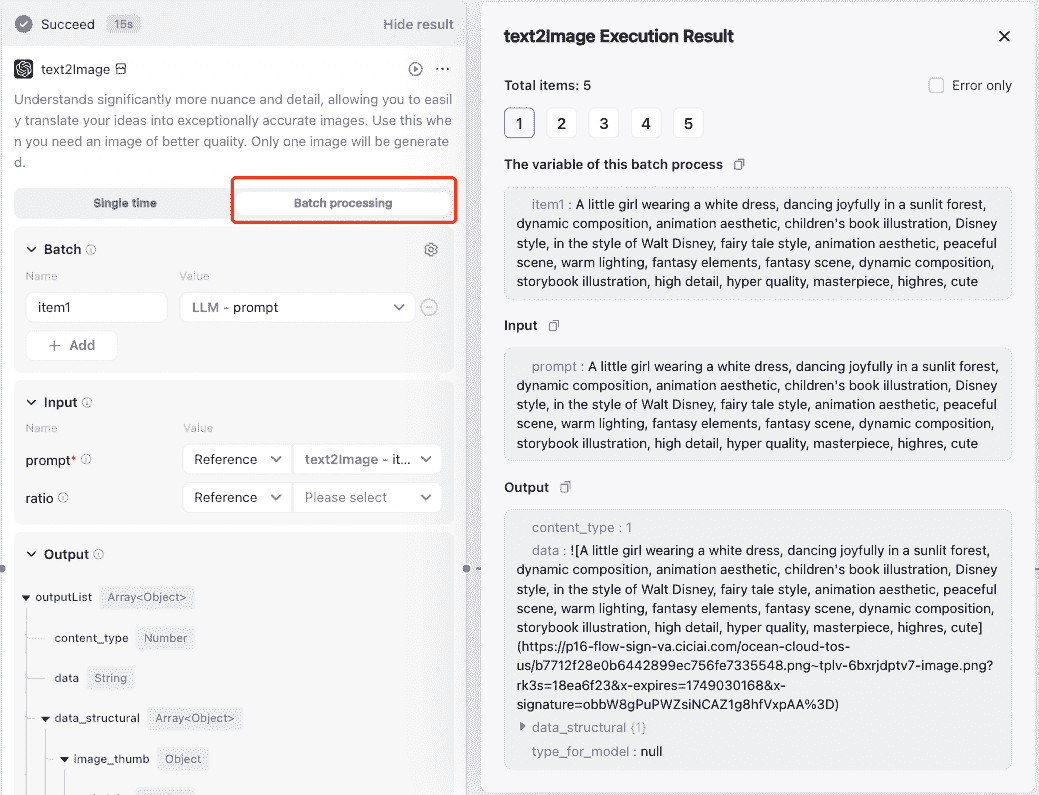 Succeed 15s Hide result
text2Image
Understands significantly more nuance and detail, allowing you to easil
y translate your ideas into exceptionally accurate images. Use this whe
n you need an image of better quality. Only one image will be generate
d.
Single time Batch processing
Batch
Name Value
item1 LLM - prompt
+ Add
Input
Name Value
prompt* Reference text2Image - it...
ratio Reference Please select
Output
outputList Array<Object>
content_type Number
data String
data_structural Array<Object>
image_thumb Object
text2Image Execution Result
Total items: 5 Error only
1 2 3 4 5
The variable of this batch process
item1 : A little girl wearing a white dress, dancing joyfully in a sunlit forest,
dynamic composition, animation aesthetic, children's book illustration, Disney
style, in the style of Walt Disney, fairy tale style, animation aesthetic, peaceful
scene, warm lighting, fantasy elements, fantasy scene, dynamic composition,
storybook illustration, high detail, hyper quality, masterpiece, highres, cute
Input
prompt : A little girl wearing a white dress, dancing joyfully in a sunlit forest,
dynamic composition, animation aesthetic, children's book illustration, Disney
style, in the style of Walt Disney, fairy tale style, animation aesthetic, peaceful
scene, warm lighting, fantasy elements, fantasy scene, dynamic composition,
storybook illustration, high detail, hyper quality, masterpiece, highres, cute
Output
content_type : 1
data : ![A little girl wearing a white dress, dancing joyfully in a sunlit forest,
dynamic composition, animation aesthetic, children's book illustration, Disney
style, in the style of Walt Disney, fairy tale style, animation aesthetic, peaceful
scene, warm lighting, fantasy elements, fantasy scene, dynamic composition,
storybook illustration, high detail, hyper quality, masterpiece, highres, cute]
(https://p16-flow-sign-va.ciciai.com/ocean-cloud-tos-
us/b7712f28e0b6442899ec756fe7335548.png~tplv-6bxrjdptv7-image.png?
rk3s=18ea6f23&x-expires=1749030168&x-
signature=obbW8gPuPWZsiNCAZ1g8hfVxpAA%3D)
data_structural {1}
type_for_model : null